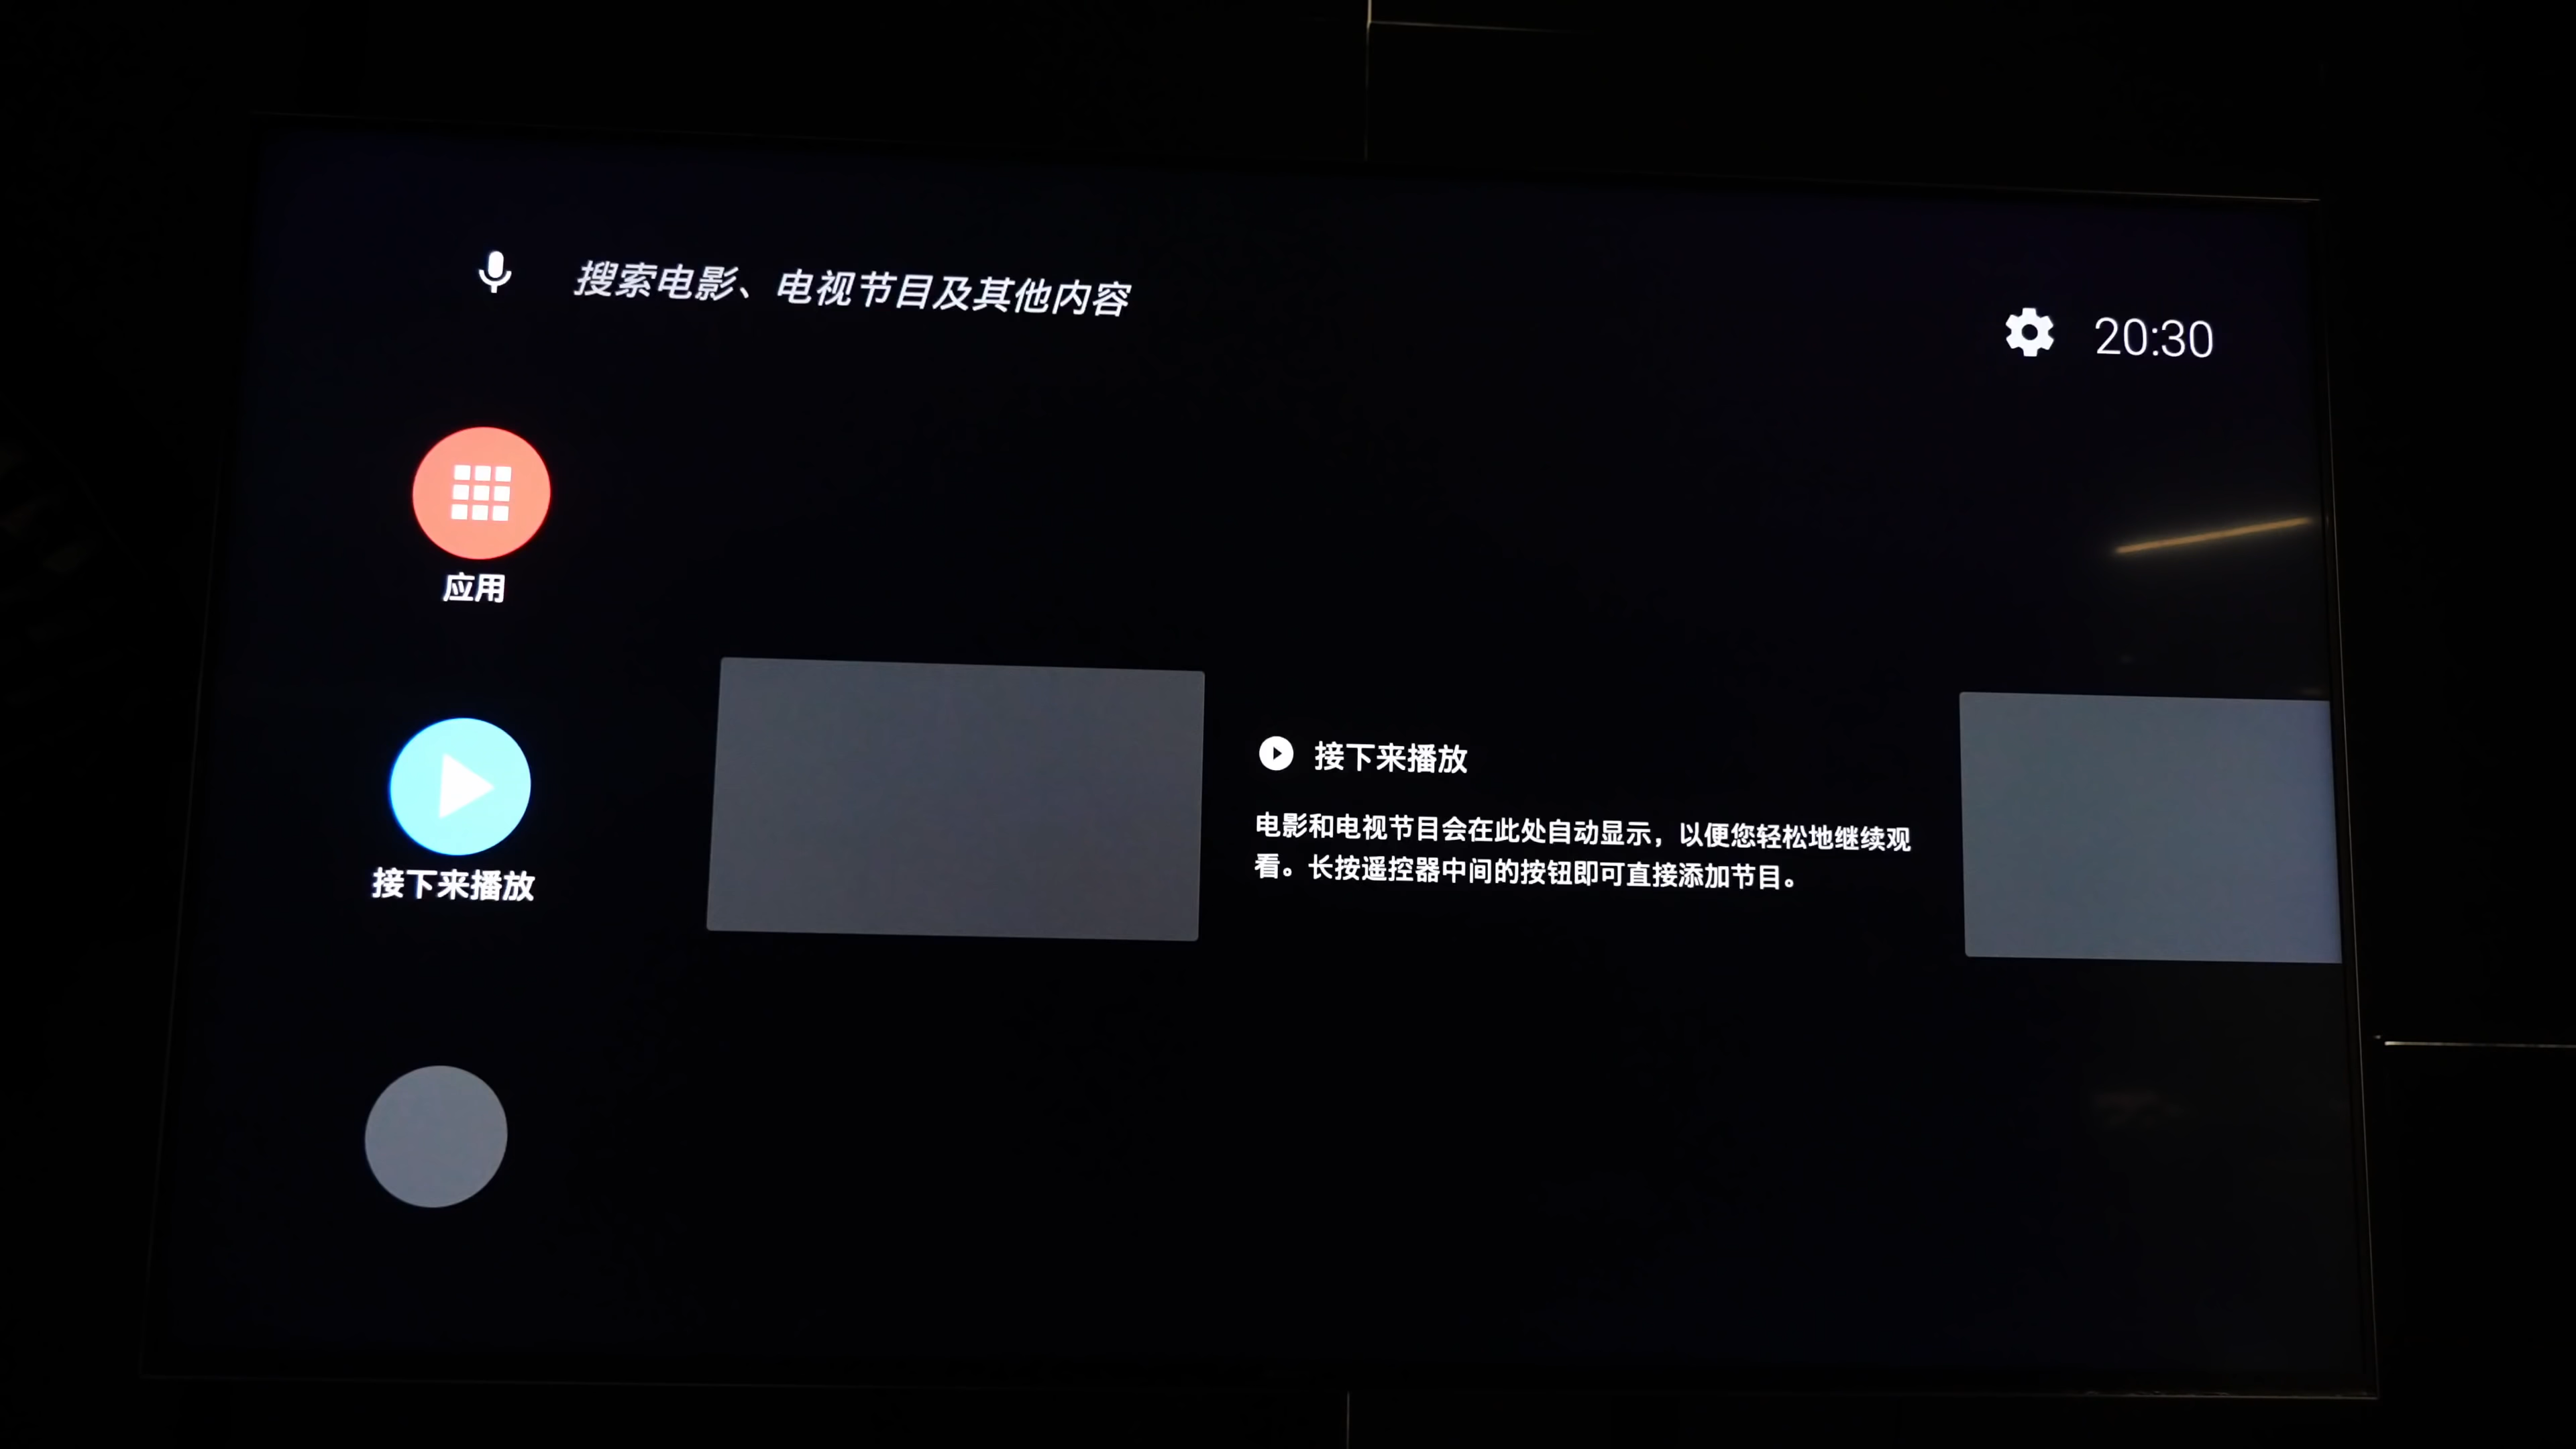 搜索电影、电视节目及其他内容
20:30
应用
接下来播放
接下来播放
电影和电视节目会在此处自动显示，以便您轻松地继续观
看。长按遥控器中间的按钮即可直接添加节目。